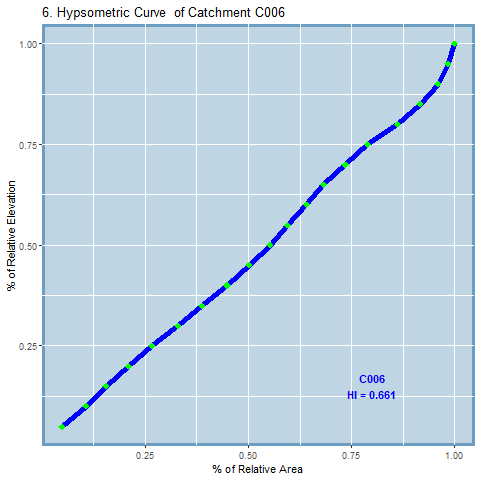 6. Hypsometric Curve  of Catchment C006
% of Relative Elevation
1.00
0.75
0.50
0.25
C006
HI = 0.661
0.25 0.50 0.75 1.00
% of Relative Area